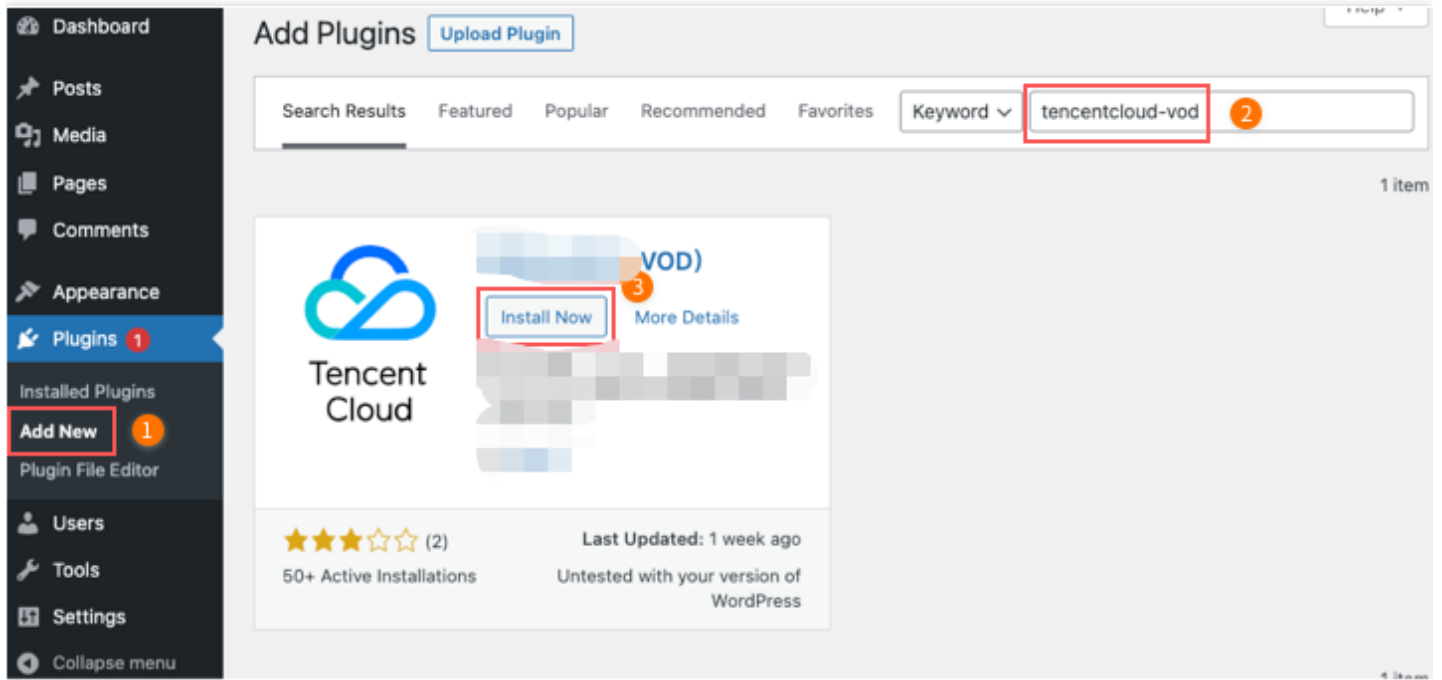 Dashboard
Posts
Media
Pages
Comments
Appearance
Plugins 1
Installed Plugins
Add New 1
Plugin File Editor
Users
Tools
Settings
Collapse menu
Help
Add Plugins Upload Plugin
Search Results Featured Popular Recommended Favorites Keyword tencentcloud-vod 2
1 item
Tencent
Cloud
VOD)
3
Install Now More Details
(2)
50+ Active Installations
Last Updated: 1 week ago
Untested with your version of
WordPress
1 item